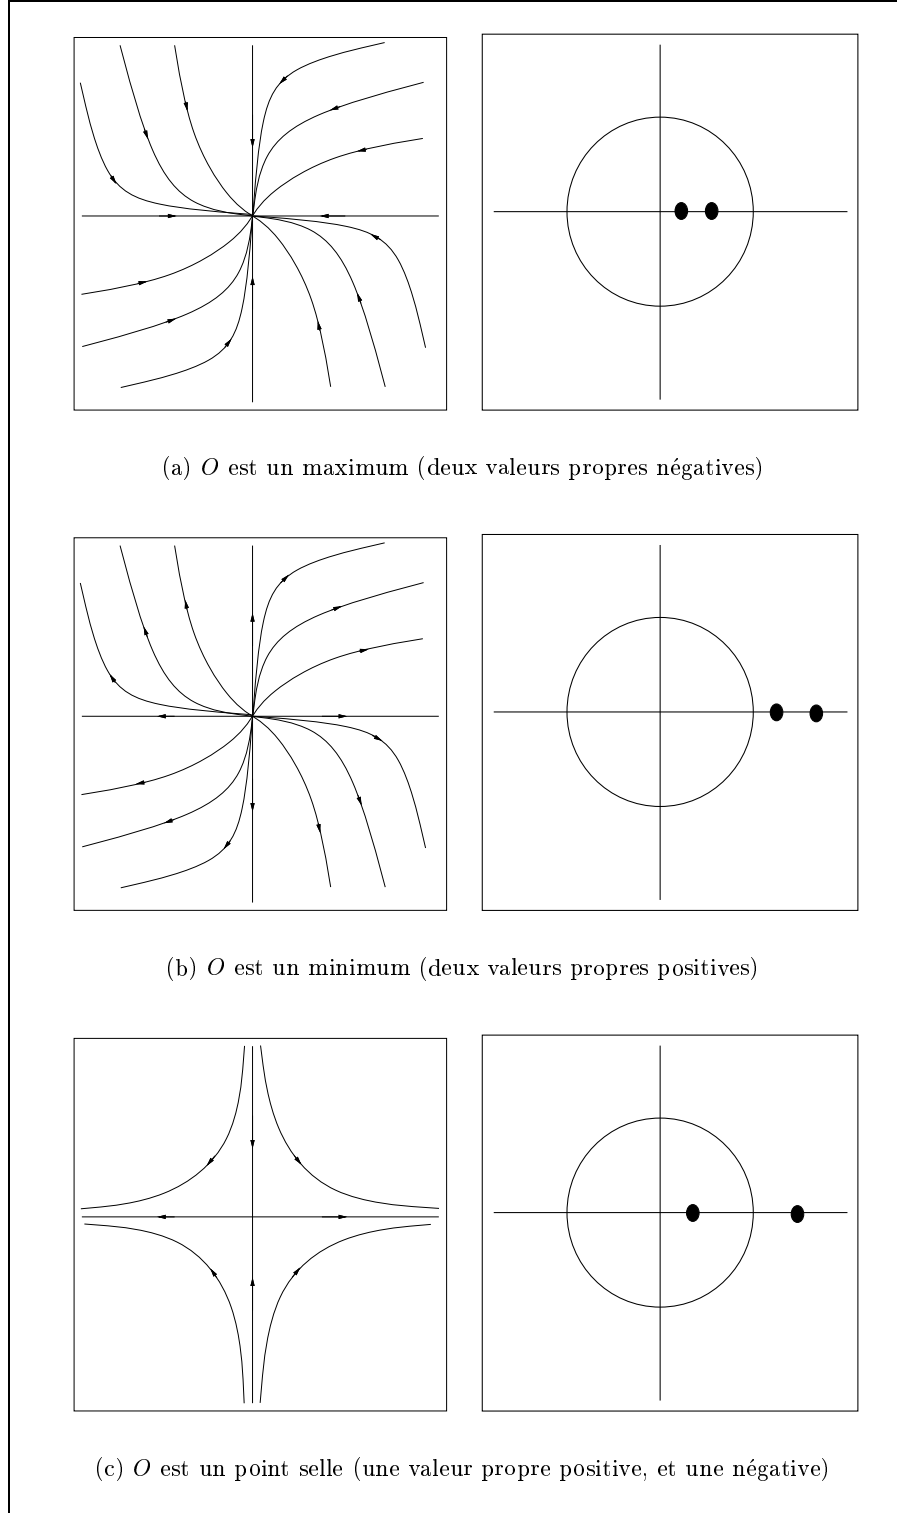 (a) O est un maximum (deux valeurs propres négatives)
(b) O est un minimum (deux valeurs propres positives)
(c) O est un point selle (une valeur propre positive, et une négative)